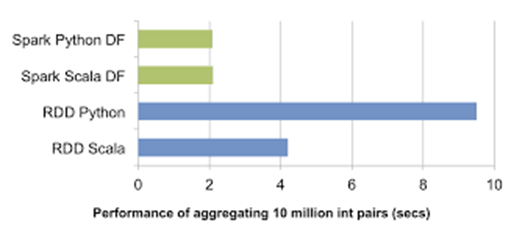 Spark Python DF
Spark Scala DF
RDD Python
RDD Scala
0 2 4 6 8 10
Performance of aggregating 10 million int pairs (secs)